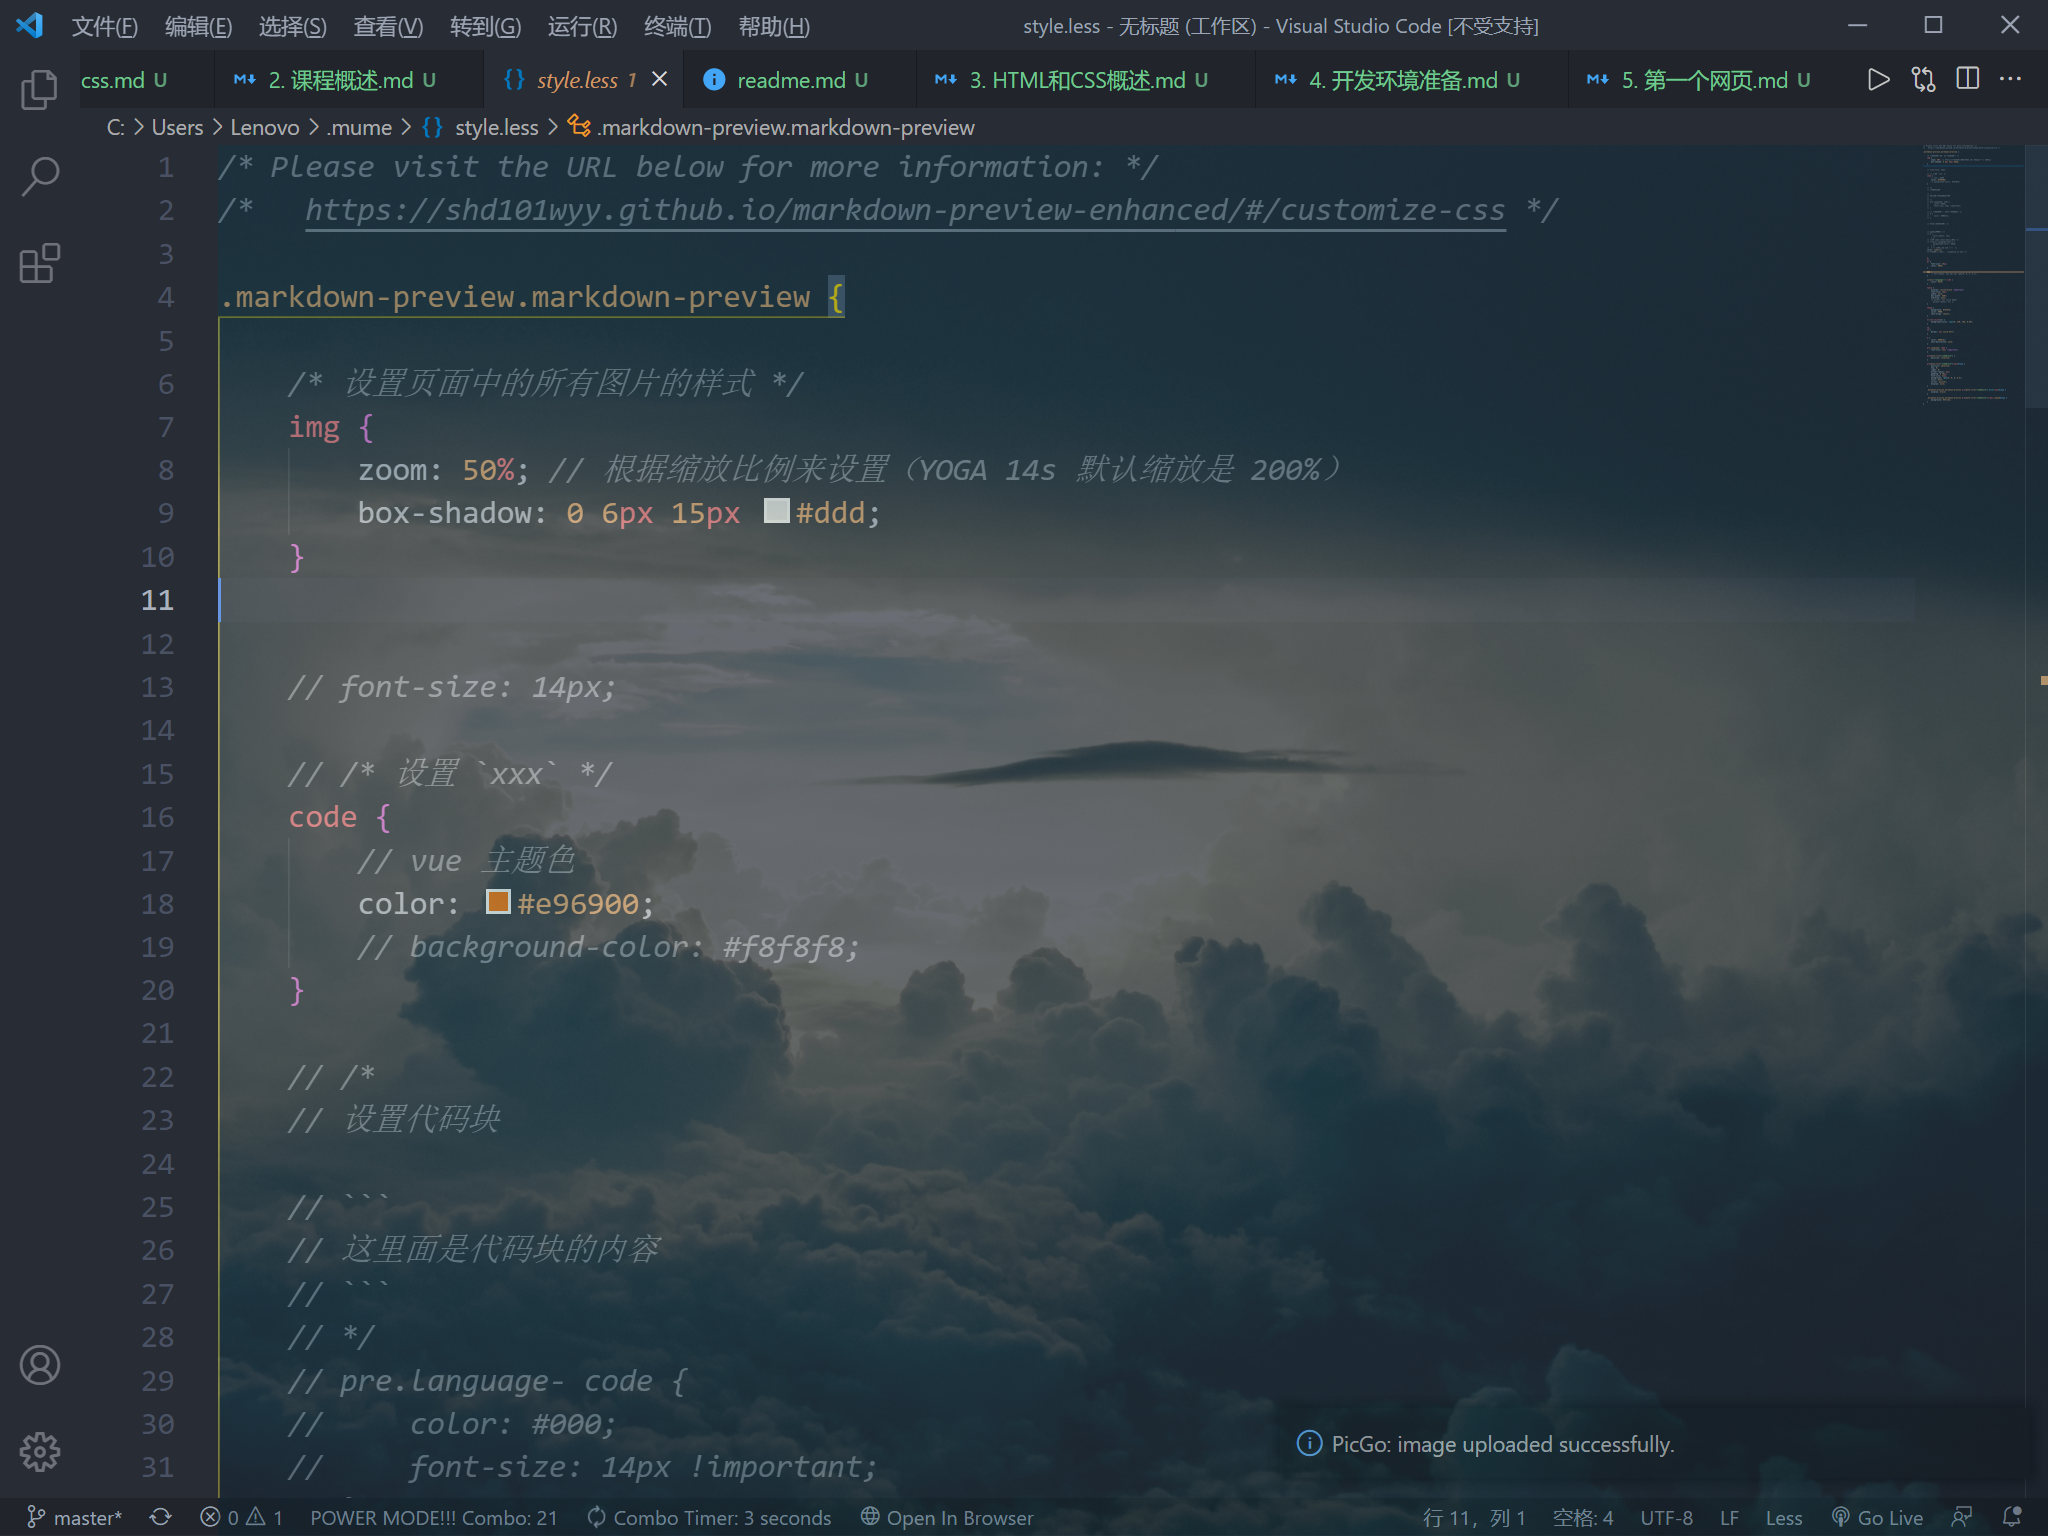 文件(F) 编辑(E) 选择(S) 查看(V) 转到(G) 运行(R) 终端(T) 帮助(H) style.less - 无标题 (工作区) - Visual Studio Code [不受支持]
css.md U 2. 课程概述.md U style.less 1 readme.md U 3. HTML和CSS概述.md U 4. 开发环境准备.md U 5. 第一个网页.md U
C: > Users > Lenovo > .mume > {} style.less > .markdown-preview.markdown-preview
1 /* Please visit the URL below for more information: */
2 /*   https://shd101wyy.github.io/markdown-preview-enhanced/#/customize-css */
3
4 .markdown-preview.markdown-preview {
5
6     /* 设置页面中的所有图片的样式 */
7     img {
8         zoom: 50%; // 根据缩放比例来设置（YOGA 14s 默认缩放是 200%）
9         box-shadow: 0 6px 15px #ddd;
10     }
11
12
13     // font-size: 14px;
14
15     // /* 设置 `xxx` */
16     code {
17         // vue 主题色
18         color: #e96900;
19         // background-color: #f8f8f8;
20     }
21
22     // /*
23     // 设置代码块
24
25     // ```
26     // 这里面是代码块的内容
27     // ```
28     // */
29     // pre.language- code {
30     //     color: #000;
31     //     font-size: 14px !important;
PicGo: image uploaded successfully.
master* 0 1 POWER MODE!!! Combo: 21 Combo Timer: 3 seconds Open In Browser 行 11，列 1 空格: 4 UTF-8 LF Less Go Live